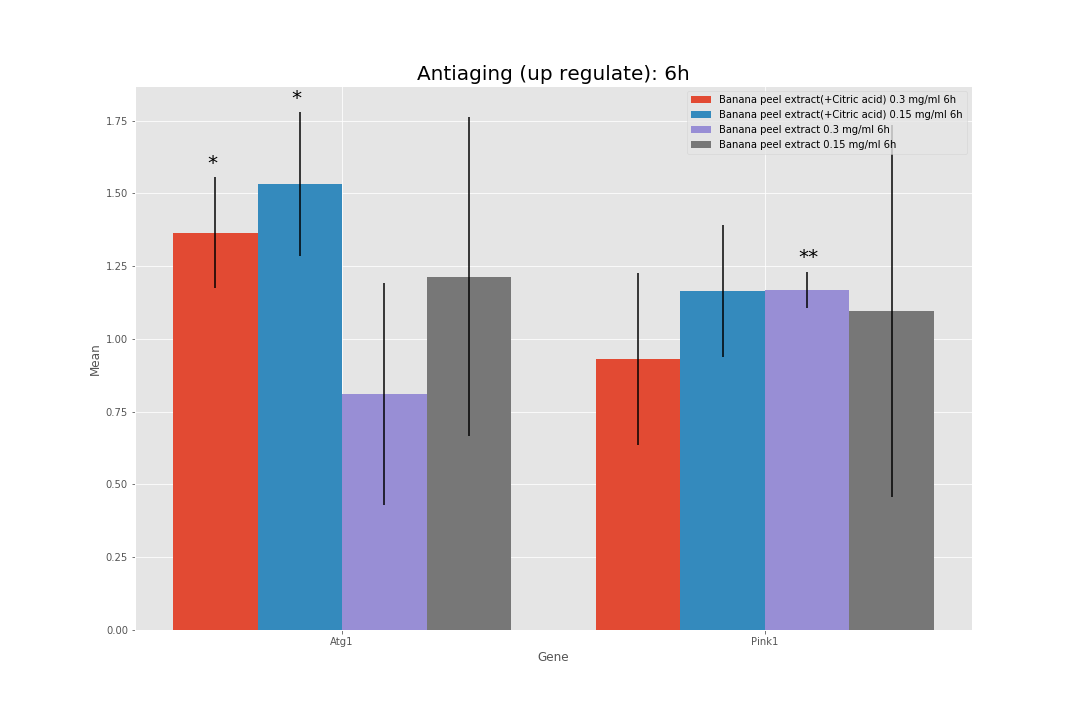 Antiaging (up regulate): 6h
Banana peel extract(+Citric acid) 0.3 mg/ml 6h
Banana peel extract(+Citric acid) 0.15 mg/ml 6h
Banana peel extract 0.3 mg/ml 6h
Banana peel extract 0.15 mg/ml 6h
*
*
**
Mean
1.75
1.50
1.25
1.00
0.75
0.50
0.25
0.00
Atg1
Pink1
Gene